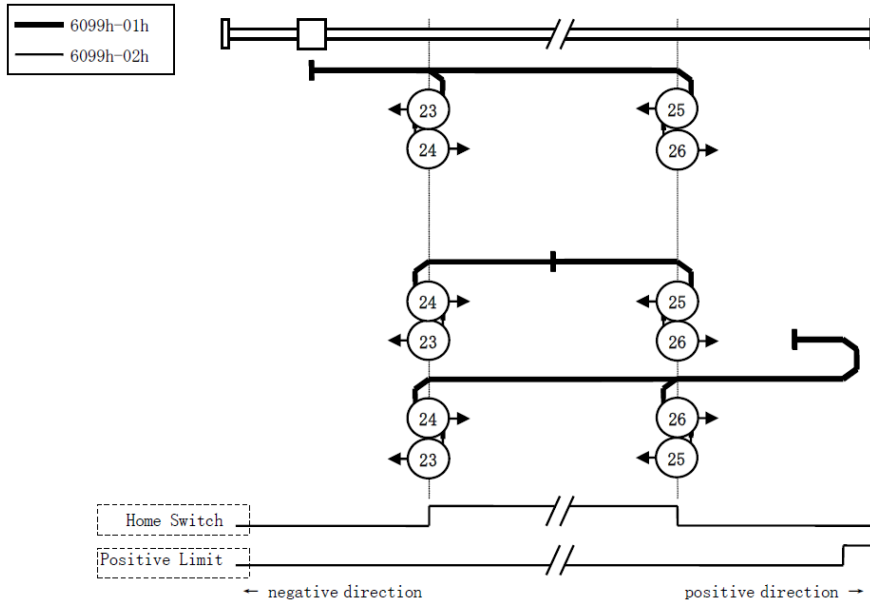 6099h-01h
6099h-02h
23
25
24
26
24
25
23
26
24
26
23
25
Home Switch
Positive Limit
← negative direction
positive direction →